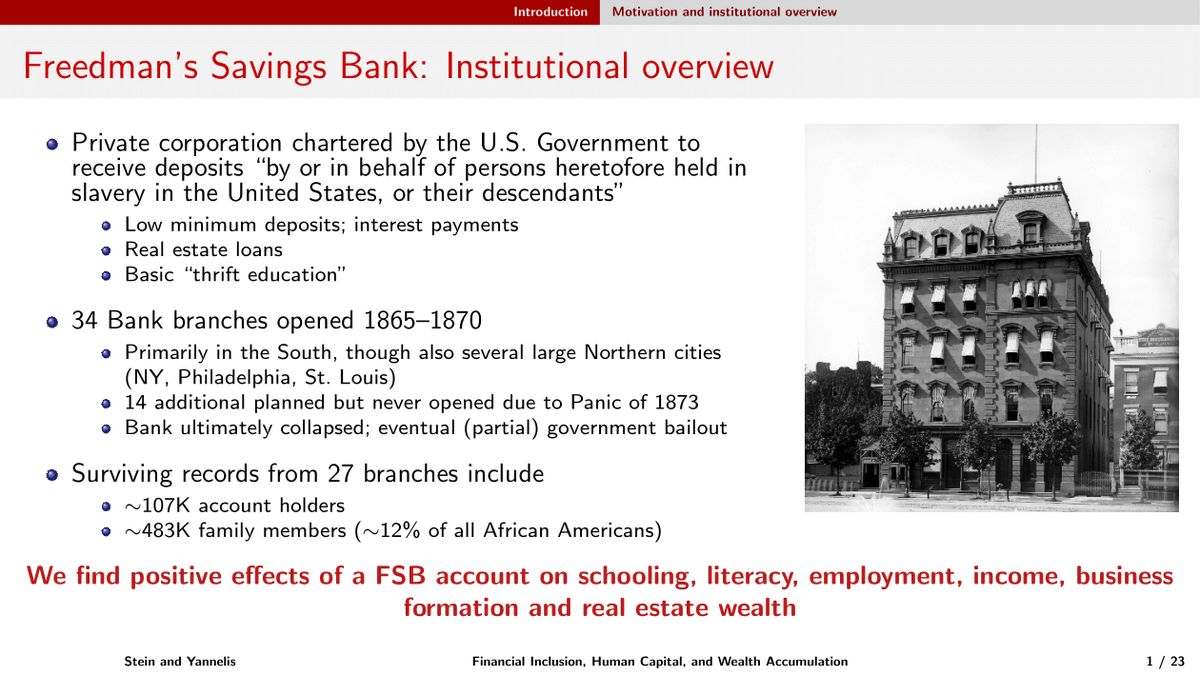 Introduction
Motivation and institutional overview
Freedman's Savings Bank: Institutional overview
Private corporation chartered by the U.S. Government to
receive deposits “by or in behalf of persons heretofore held in
slavery in the United States, or their descendants”
Low minimum deposits; interest payments
Real estate loans
Basic “thrift education”
34 Bank branches opened 1865–1870
Primarily in the South, though also several large Northern cities
(NY, Philadelphia, St. Louis)
14 additional planned but never opened due to Panic of 1873
Bank ultimately collapsed; eventual (partial) government bailout
Surviving records from 27 branches include
∼107K account holders
∼483K family members (∼12% of all African Americans)
We find positive effects of a FSB account on schooling, literacy, employment, income, business
formation and real estate wealth
Stein and Yannelis
Financial Inclusion, Human Capital, and Wealth Accumulation
1 / 23